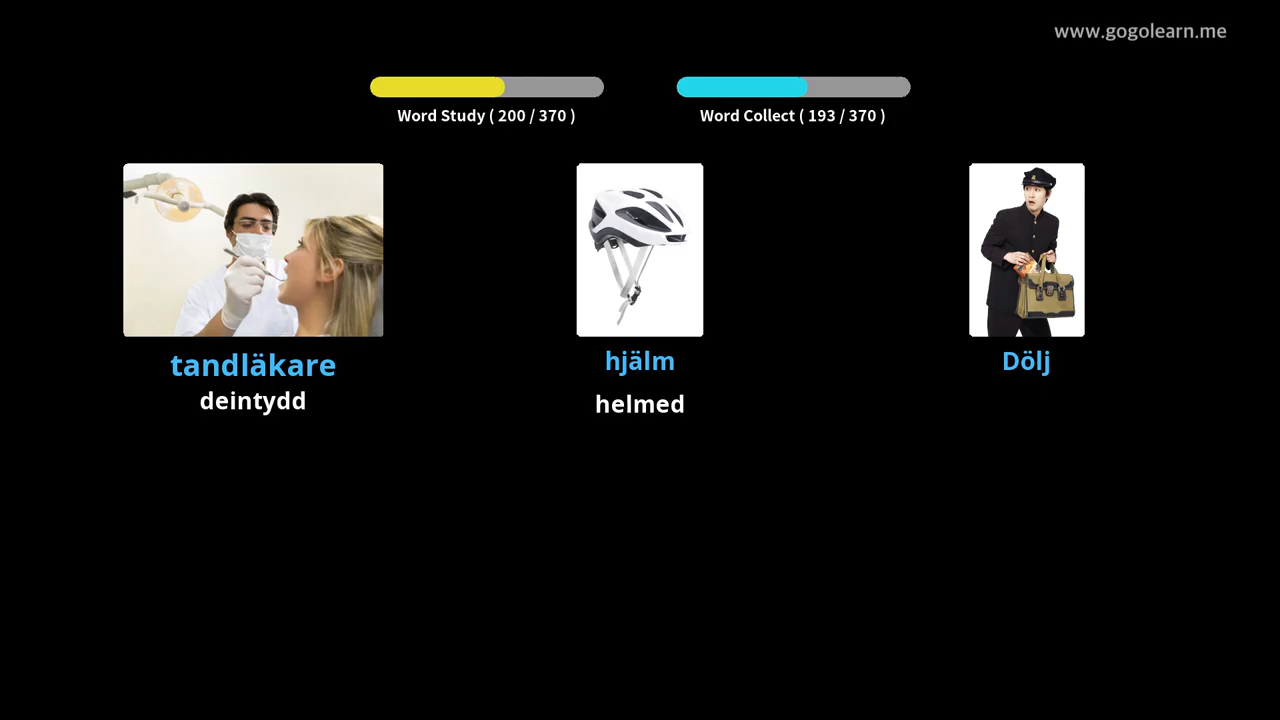 www.gogolearn.me
Word Study ( 200 / 370 )
Word Collect ( 193 / 370 )
tandläkare
deintydd
hjälm
helmed
Dölj